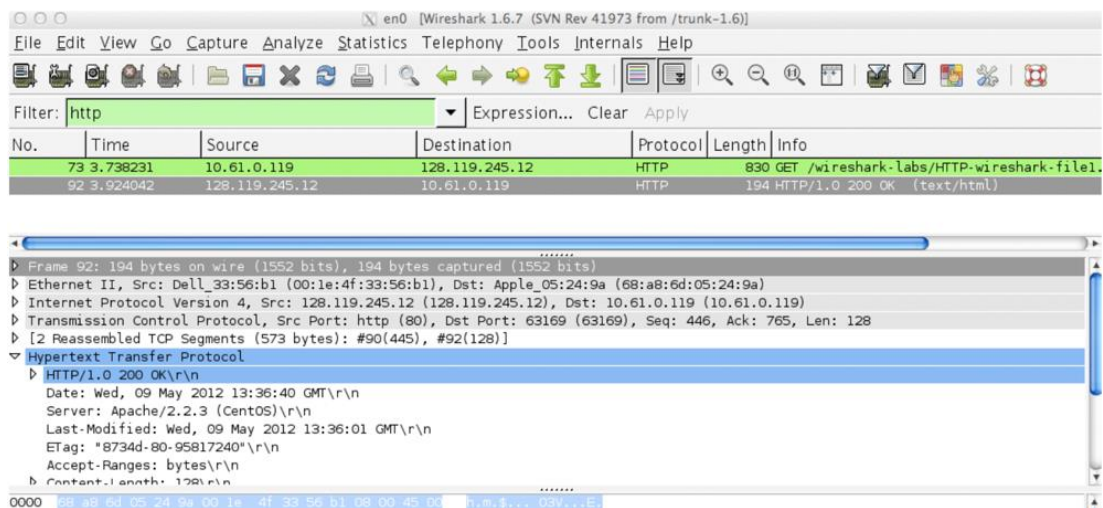 en0 [Wireshark 1.6.7 (SVN Rev 41973 from /trunk-1.6)]
File Edit View Go Capture Analyze Statistics Telephony Tools Internals Help
Filter: http Expression... Clear Apply
No. Time Source Destination Protocol Length Info
73 3.738231 10.61.0.119 128.119.245.12 HTTP 830 GET /wireshark-labs/HTTP-wireshark-file1.
92 3.924042 128.119.245.12 10.61.0.119 HTTP 194 HTTP/1.0 200 OK (text/html)
Frame 92: 194 bytes on wire (1552 bits), 194 bytes captured (1552 bits)
Ethernet II, Src: Dell_33:56:b1 (00:1e:4f:33:56:b1), Dst: Apple_05:24:9a (68:a8:6d:05:24:9a)
Internet Protocol Version 4, Src: 128.119.245.12 (128.119.245.12), Dst: 10.61.0.119 (10.61.0.119)
Transmission Control Protocol, Src Port: http (80), Dst Port: 63169 (63169), Seq: 446, Ack: 765, Len: 128
[2 Reassembled TCP Segments (573 bytes): #90(445), #92(128)]
Hypertext Transfer Protocol
HTTP/1.0 200 OK\r\n
Date: Wed, 09 May 2012 13:36:40 GMT\r\n
Server: Apache/2.2.3 (CentOS)\r\n
Last-Modified: Wed, 09 May 2012 13:36:01 GMT\r\n
ETag: "8734d-80-95817240"\r\n
Accept-Ranges: bytes\r\n
Content-Length: 128\r\n
0000 68 a8 6d 05 24 9a 00 1e 4f 33 56 b1 08 00 45 00 h.m.$... O3V...E.